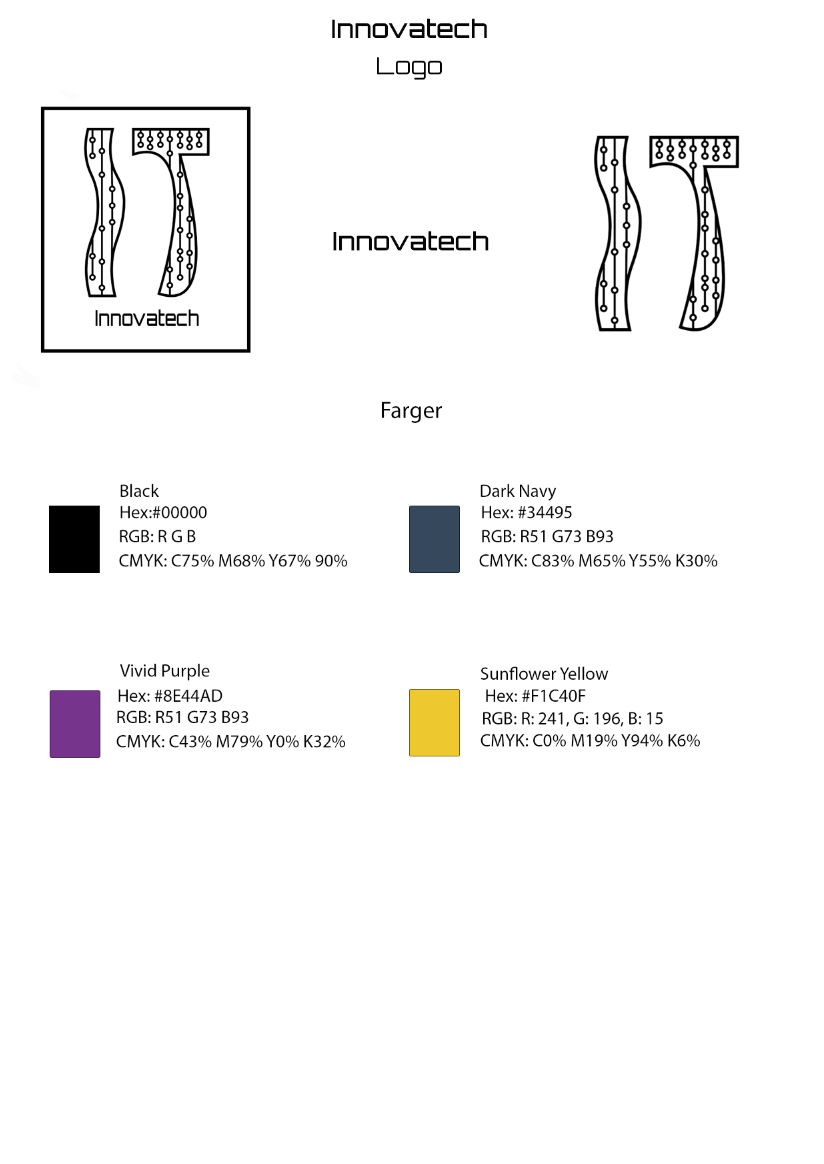 Innovatech
Logo
Innovatech
Innovatech
Farger
Black
Hex:#00000
RGB: R G B
CMYK: C75% M68% Y67% 90%
Dark Navy
Hex: #34495
RGB: R51 G73 B93
CMYK: C83% M65% Y55% K30%
Vivid Purple
Hex: #8E44AD
RGB: R51 G73 B93
CMYK: C43% M79% Y0% K32%
Sunflower Yellow
Hex: #F1C40F
RGB: R: 241, G: 196, B: 15
CMYK: C0% M19% Y94% K6%